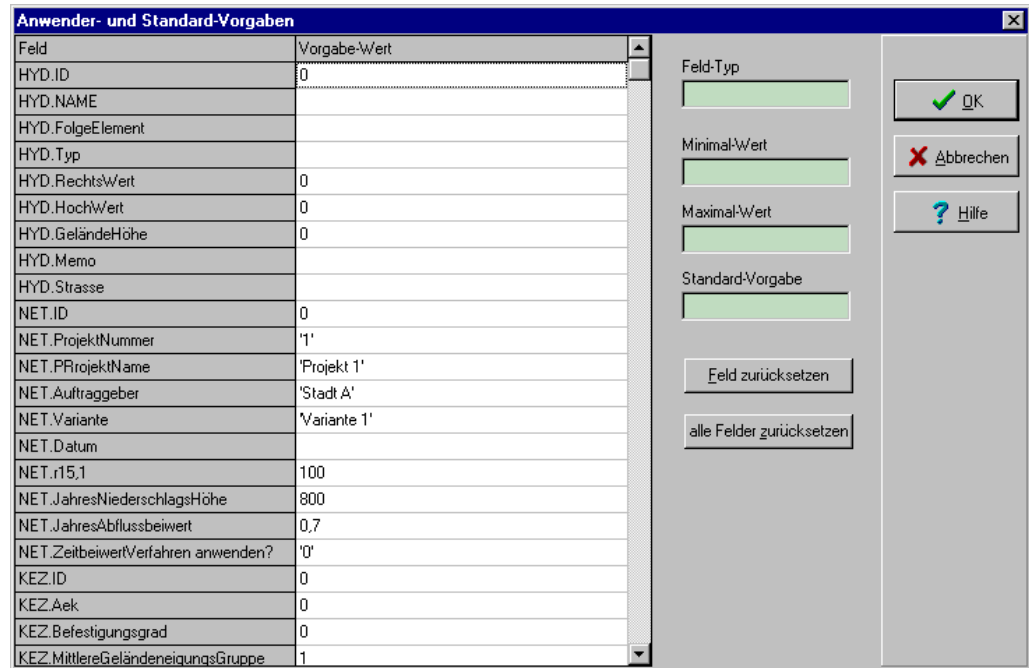 Anwender- und Standard-Vorgaben
Feld Vorgabe-Wert
HYD.ID 0
HYD.NAME
HYD.FolgeElement
HYD.Typ
HYD.RechtsWert 0
HYD.HochWert 0
HYD.GeländeHöhe 0
HYD.Memo
HYD.Strasse
NET.ID 0
NET.ProjektNummer '1'
NET.PRrojektName 'Projekt 1'
NET.Auftraggeber 'Stadt A'
NET.Variante 'Variante 1'
NET.Datum
NET.r15,1 100
NET.JahresNiederschlagsHöhe 800
NET.JahresAbflussbeiwert 0,7
NET.ZeitbeiwertVerfahren anwenden? '0'
KEZ.ID 0
KEZ.Aek 0
KEZ.Befestigungsgrad 0
KEZ.MittlereGeländeneigungsGruppe 1
Feld-Typ
Minimal-Wert
Maximal-Wert
Standard-Vorgabe
Feld zurücksetzen
alle Felder zurücksetzen
OK
Abbrechen
Hilfe